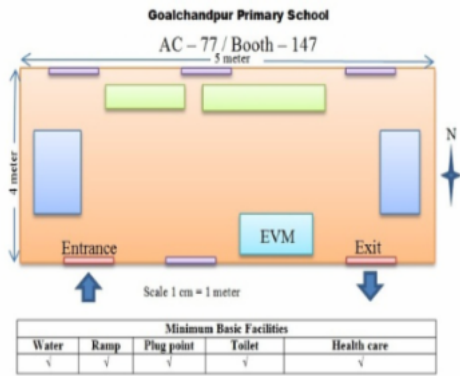 Goalchandpur Primary School
AC – 77 / Booth – 147
5 meter
4 meter
N
EVM
Entrance
Exit
Scale 1 cm = 1 meter
Minimum Basic Facilities
Water Ramp Plug point Toilet Health care
√ √ √ √ √